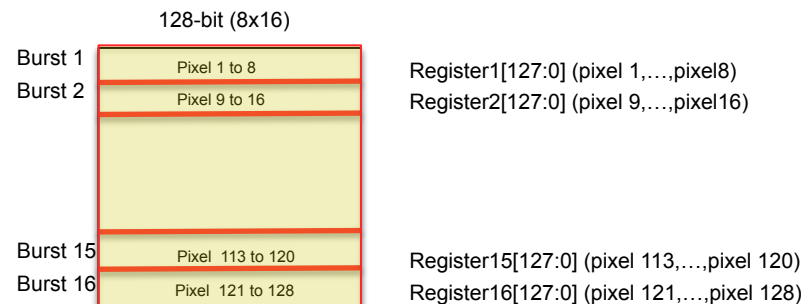 128-bit (8x16)
Burst 1
Pixel 1 to 8
Register1[127:0] (pixel 1,…,pixel8)
Burst 2
Pixel 9 to 16
Register2[127:0] (pixel 9,…,pixel16)
Burst 15
Pixel 113 to 120
Register15[127:0] (pixel 113,…,pixel 120)
Burst 16
Pixel 121 to 128
Register16[127:0] (pixel 121,…,pixel 128)